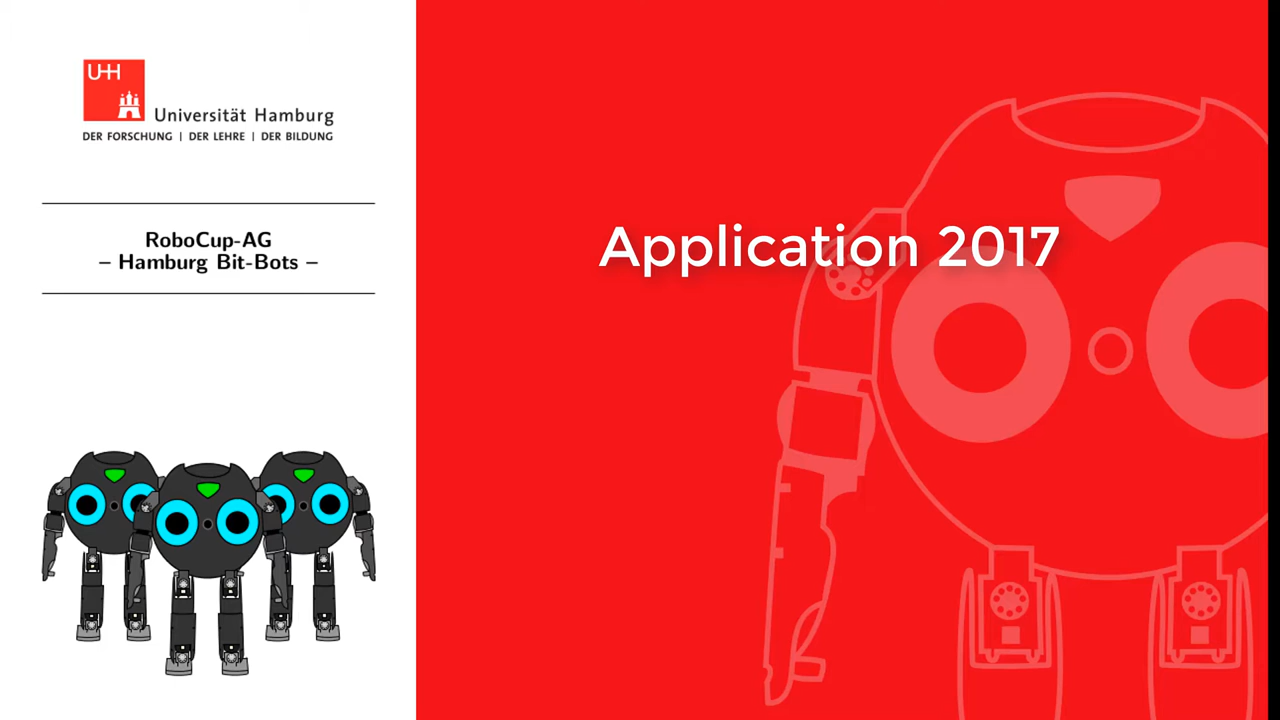 UHH
Universität Hamburg
DER FORSCHUNG | DER LEHRE | DER BILDUNG
RoboCup-AG
– Hamburg Bit-Bots –
Application 2017